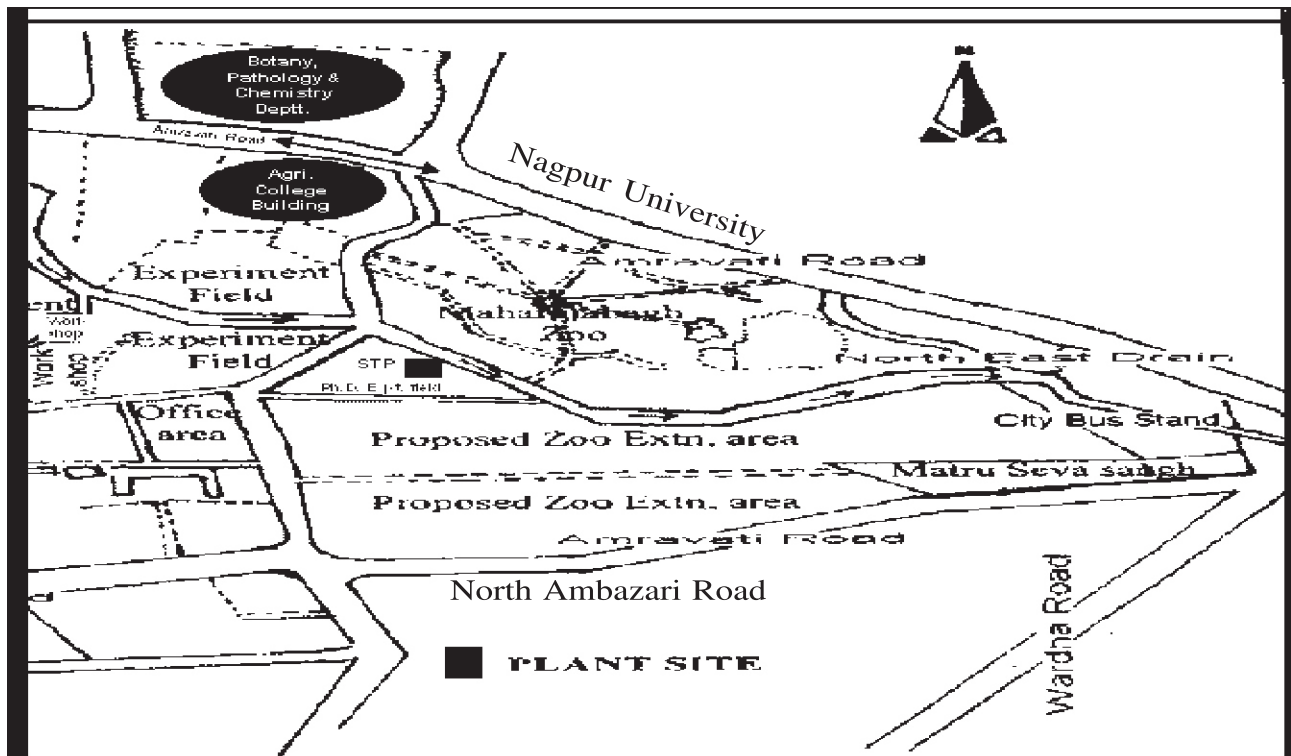 N
Botany,
Pathology &
Chemistry
Deptt.
Amravati Road
Agri.
College
Building
Nagpur University
Amravati Road
Experiment
Field
Zoo
Work
shop
Experiment
Field
STP
North East Drain
Office
area
City Bus Stand
Proposed Zoo Extn. area
Matru Seva sangh
Proposed Zoo Extn. area
Amravati Road
North Ambazari Road
Wardha Road
PLANT SITE